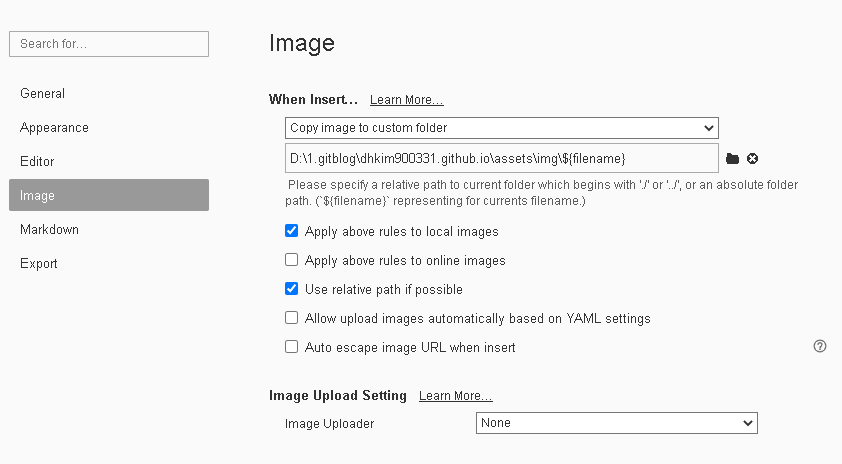 Search for...
General
Appearance
Editor
Image
Markdown
Export
Image
When Insert... Learn More...
Copy image to custom folder
D:\1.gitblog\dhkim900331.github.io\assets\img\${filename}
Please specify a relative path to current folder which begins with './' or '../', or an absolute folder
path. (`${filename}` representing for currents filename.)
Apply above rules to local images
Apply above rules to online images
Use relative path if possible
Allow upload images automatically based on YAML settings
Auto escape image URL when insert
Image Upload Setting Learn More...
Image Uploader None